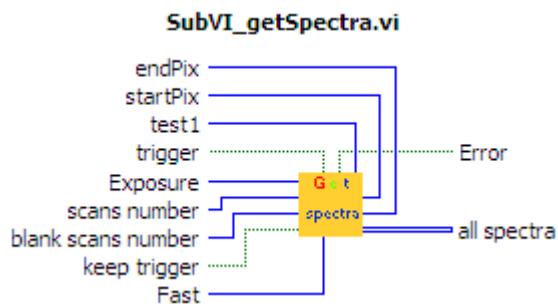 SubVI_getSpectra.vi
endPix
startPix
test1
trigger
Exposure
scans number
blank scans number
keep trigger
Fast
Get
spectra
Error
all spectra